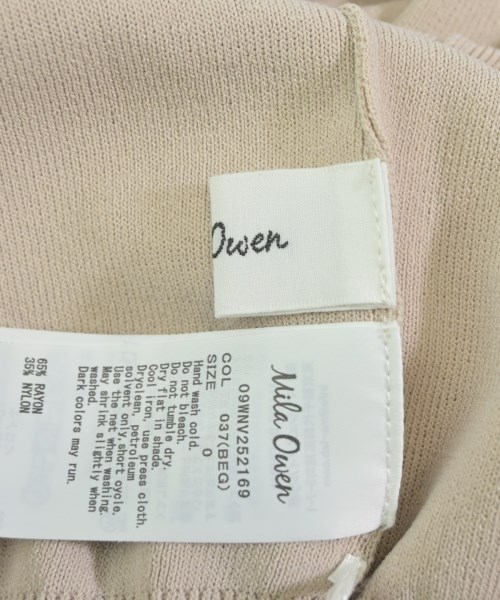 Owen
Mila Owen
09WNV252169
COL 037(BEG)
SIZE 0
Hand wash cold.
Do not bleach.
Do not tumble dry.
Dry flat in shade.
Cool iron, use press cloth.
Dryclean, petroleum
solvent only, short cycle.
Use the net when washing.
May shrink slightly when
washed.
Dark colors may run.
65% RAYON
35% NYLON